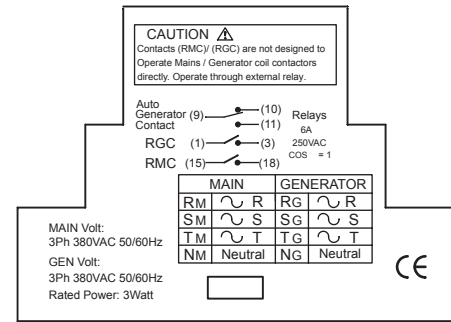 CAUTION ⚠
Contacts (RMC)/ (RGC) are not designed to
Operate Mains / Generator coil contactors
directly. Operate through external relay.
Auto
Generator (9) (10)
Contact (11)
RGC (1) (3)
RMC (15) (18)
Relays
6A
250VAC
COS = 1
MAIN GENERATOR
RM R RG R
SM S SG S
TM T TG T
NM Neutral NG Neutral
MAIN Volt:
3Ph 380VAC 50/60Hz
GEN Volt:
3Ph 380VAC 50/60Hz
Rated Power: 3Watt
CE